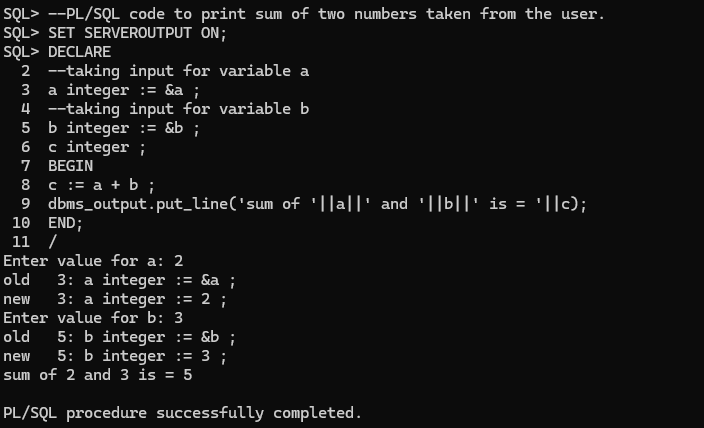 SQL> --PL/SQL code to print sum of two numbers taken from the user.
SQL> SET SERVEROUTPUT ON;
SQL> DECLARE
  2  --taking input for variable a
  3  a integer := &a ;
  4  --taking input for variable b
  5  b integer := &b ;
  6  c integer ;
  7  BEGIN
  8  c := a + b ;
  9  dbms_output.put_line('sum of '||a||' and '||b||' is = '||c);
 10  END;
 11  /
Enter value for a: 2
old   3: a integer := &a ;
new   3: a integer := 2 ;
Enter value for b: 3
old   5: b integer := &b ;
new   5: b integer := 3 ;
sum of 2 and 3 is = 5

PL/SQL procedure successfully completed.